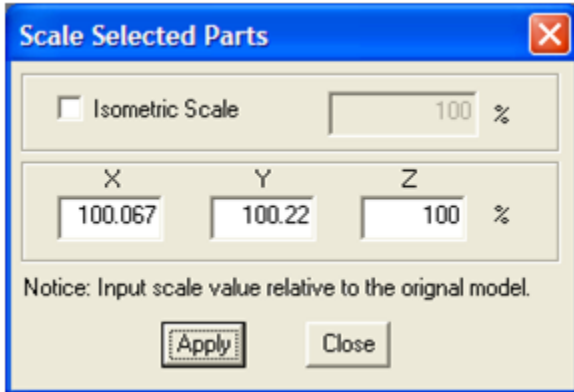 Scale Selected Parts
Isometric Scale 100 %
X Y Z
100.067 100.22 100 %
Notice: Input scale value relative to the orignal model.
Apply Close